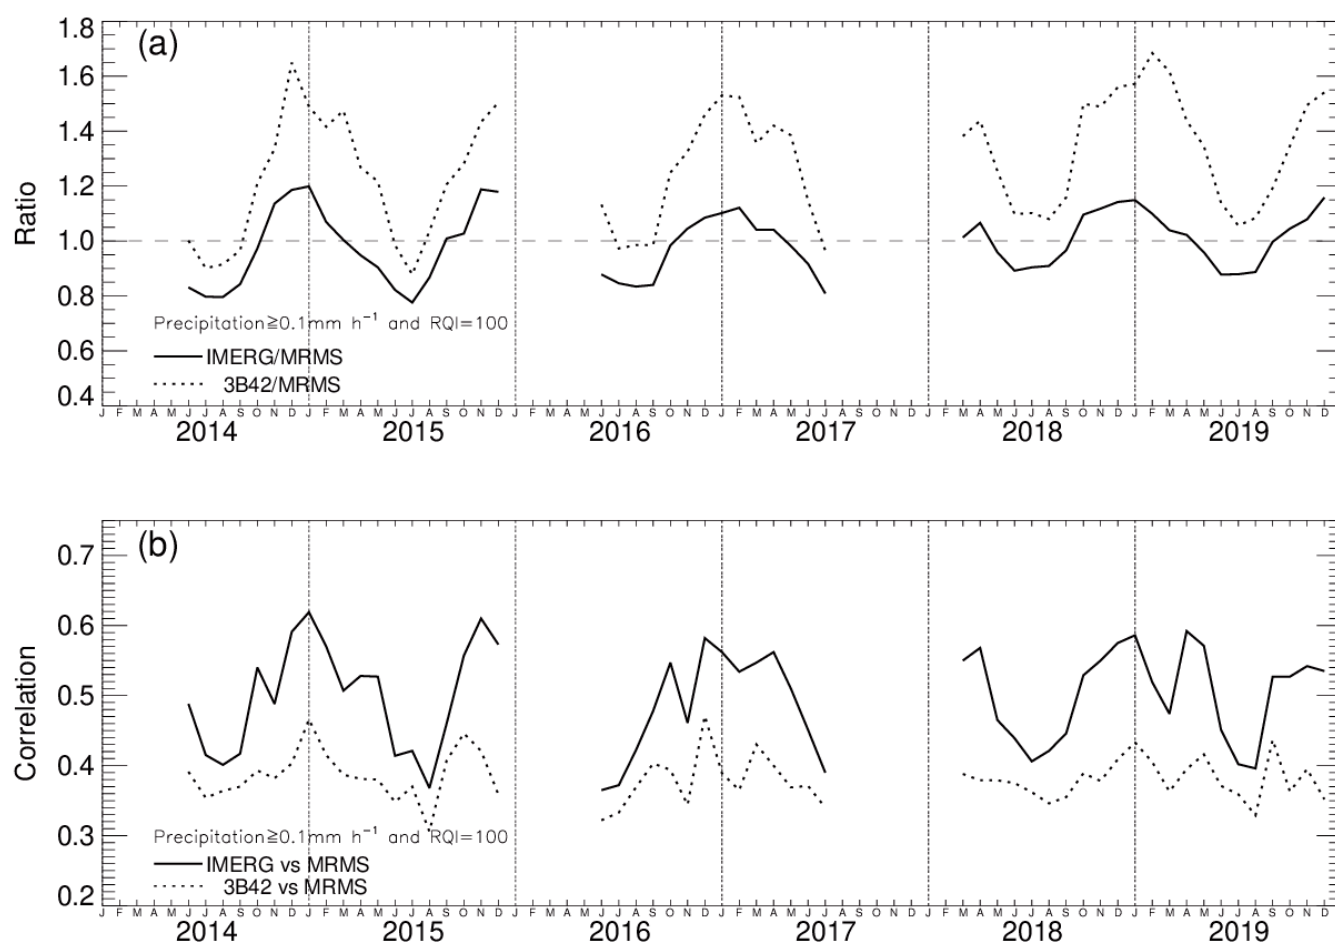 (a)
1.8
1.6
1.4
1.2
1.0
0.8
0.6
0.4
Ratio
Precipitation≧0.1mm h⁻¹ and RQI=100
IMERG/MRMS
3B42/MRMS
J F M A M J J A S O N D J F M A M J J A S O N D J F M A M J J A S O N D J F M A M J J A S O N D J F M A M J J A S O N D J F M A M J J A S O N D
2014 2015 2016 2017 2018 2019
(b)
0.7
0.6
0.5
0.4
0.3
0.2
Correlation
Precipitation≧0.1mm h⁻¹ and RQI=100
IMERG vs MRMS
3B42 vs MRMS
J F M A M J J A S O N D J F M A M J J A S O N D J F M A M J J A S O N D J F M A M J J A S O N D J F M A M J J A S O N D J F M A M J J A S O N D
2014 2015 2016 2017 2018 2019